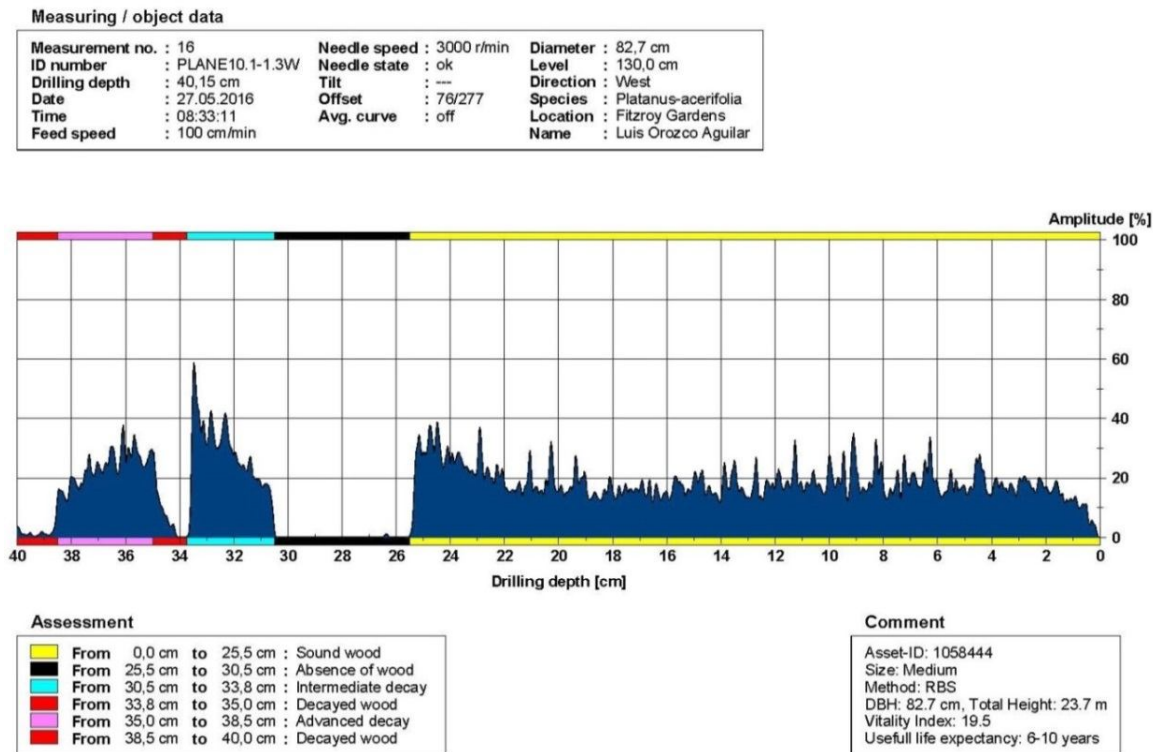 Measuring / object data
Measurement no. : 16 Needle speed : 3000 r/min Diameter : 82,7 cm
ID number : PLANE10.1-1.3W Needle state : ok Level : 130,0 cm
Drilling depth : 40,15 cm Tilt : --- Direction : West
Date : 27.05.2016 Offset : 76/277 Species : Platanus-acerifolia
Time : 08:33:11 Avg. curve : off Location : Fitzroy Gardens
Feed speed : 100 cm/min Name : Luis Orozco Aguilar
Amplitude [%]
100
80
60
40
20
0
40 38 36 34 32 30 28 26 24 22 20 18 16 14 12 10 8 6 4 2 0
Drilling depth [cm]
Assessment
From 0,0 cm to 25,5 cm : Sound wood
From 25,5 cm to 30,5 cm : Absence of wood
From 30,5 cm to 33,8 cm : Intermediate decay
From 33,8 cm to 35,0 cm : Decayed wood
From 35,0 cm to 38,5 cm : Advanced decay
From 38,5 cm to 40,0 cm : Decayed wood
Comment
Asset-ID: 1058444
Size: Medium
Method: RBS
DBH: 82.7 cm, Total Height: 23.7 m
Vitality Index: 19.5
Usefull life expectancy: 6-10 years